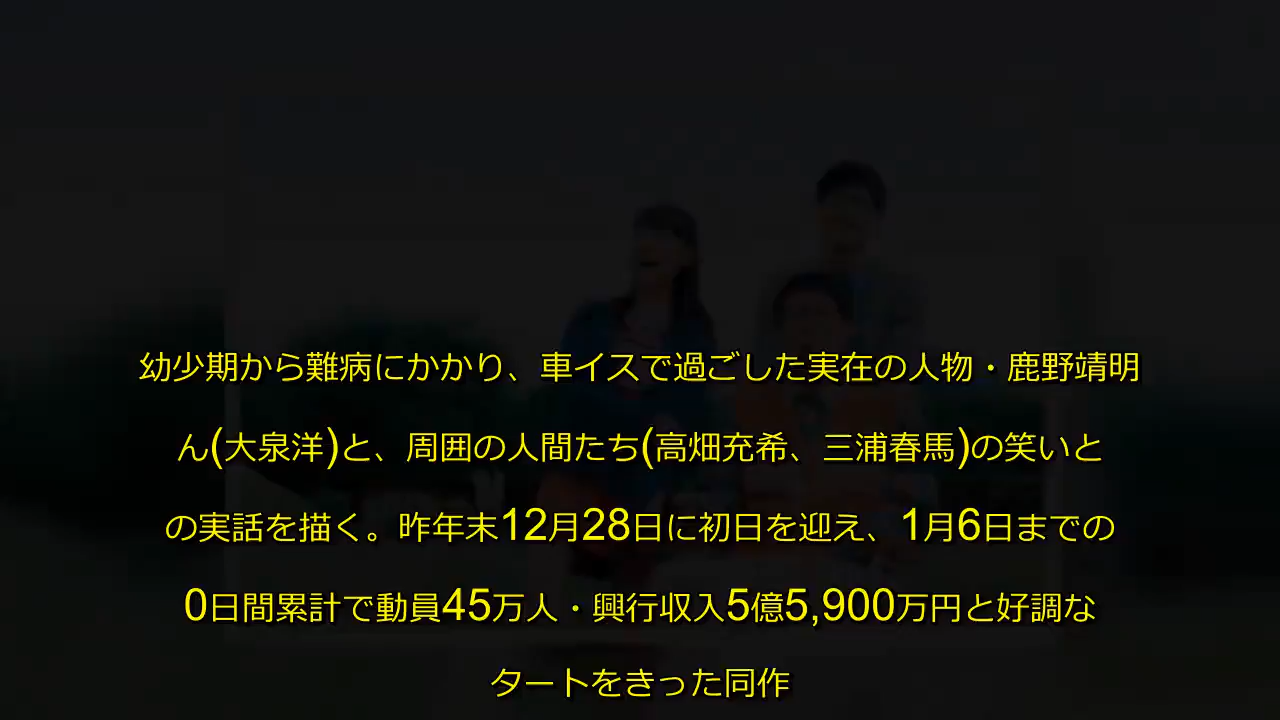 幼少期から難病にかかり、車イスで過ごした実在の人物・鹿野靖明
ん(大泉洋)と、周囲の人間たち(高畑充希、三浦春馬)の笑いと
の実話を描く。昨年末12月28日に初日を迎え、1月6日までの
0日間累計で動員45万人・興行収入5億5,900万円と好調な
タートをきった同作